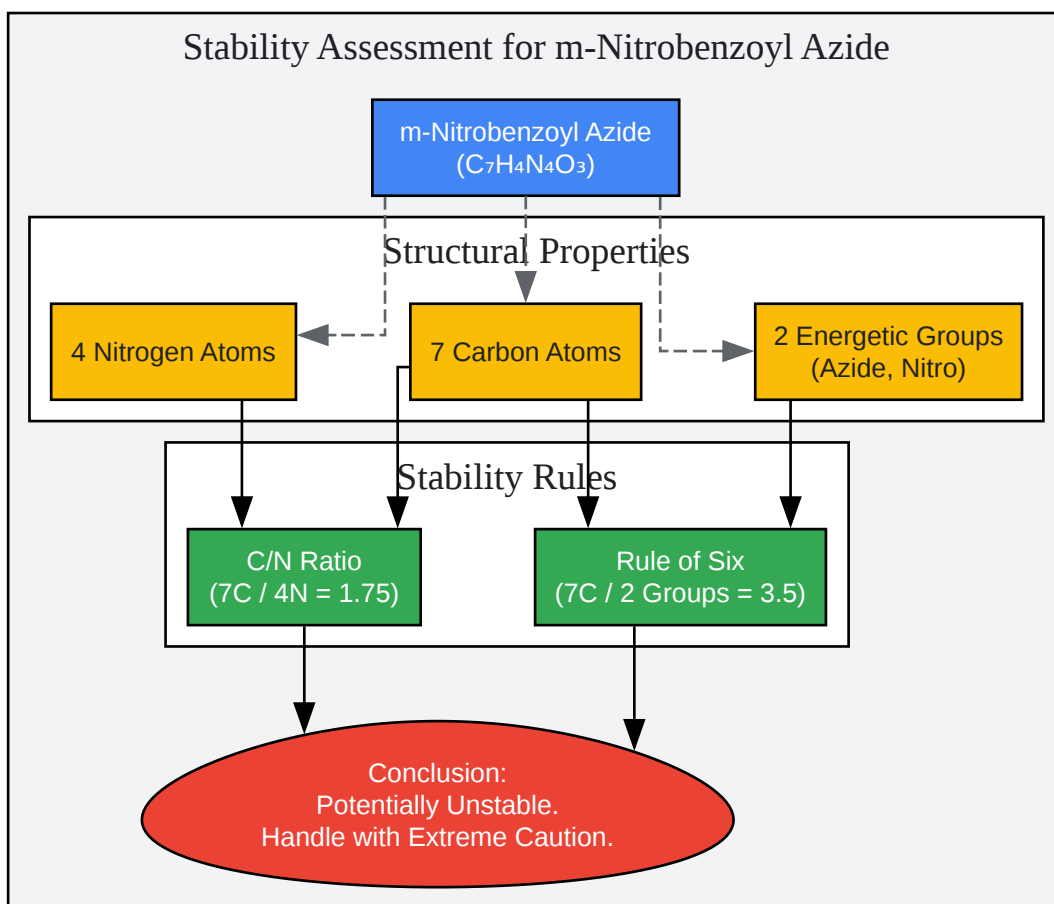 Stability Assessment for m-Nitrobenzoyl Azide
m-Nitrobenzoyl Azide
(C₇H₄N₄O₃)
Structural Properties
4 Nitrogen Atoms
7 Carbon Atoms
2 Energetic Groups
(Azide, Nitro)
Stability Rules
C/N Ratio
(7C / 4N = 1.75)
Rule of Six
(7C / 2 Groups = 3.5)
Conclusion:
Potentially Unstable.
Handle with Extreme Caution.